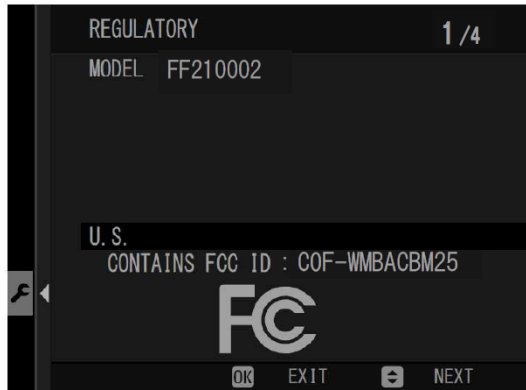 REGULATORY 1/4
MODEL FF210002
U.S.
CONTAINS FCC ID : COF-WMBACBM25
FC
OK EXIT NEXT